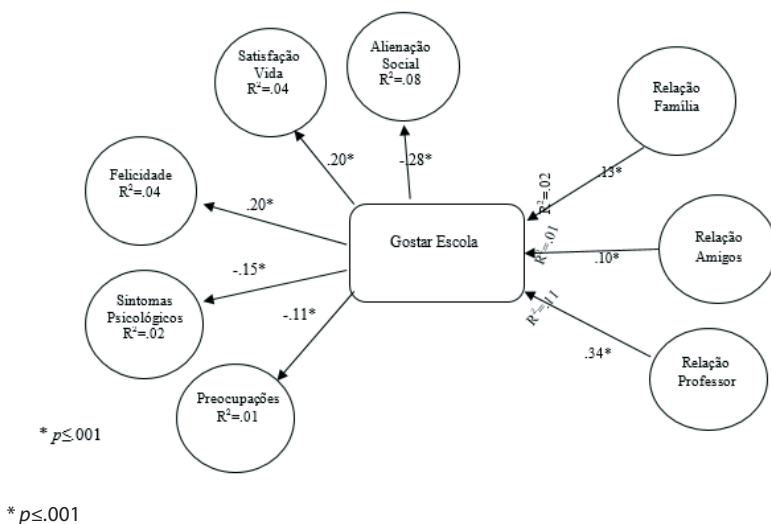 Satisfação
Vida
R²=.04
Alienação
Social
R²=.08
Relação
Família
Felicidade
R²=.04
.20*
-.28*
.13*
R²=.02
.20*
Gostar Escola
R²=.01
.10*
Relação
Amigos
Sintomas
Psicológicos
R²=.02
-.15*
-.11*
R²=.11
.34*
Relação
Professor
Preocupações
R²=.01
* p≤.001
* p≤.001